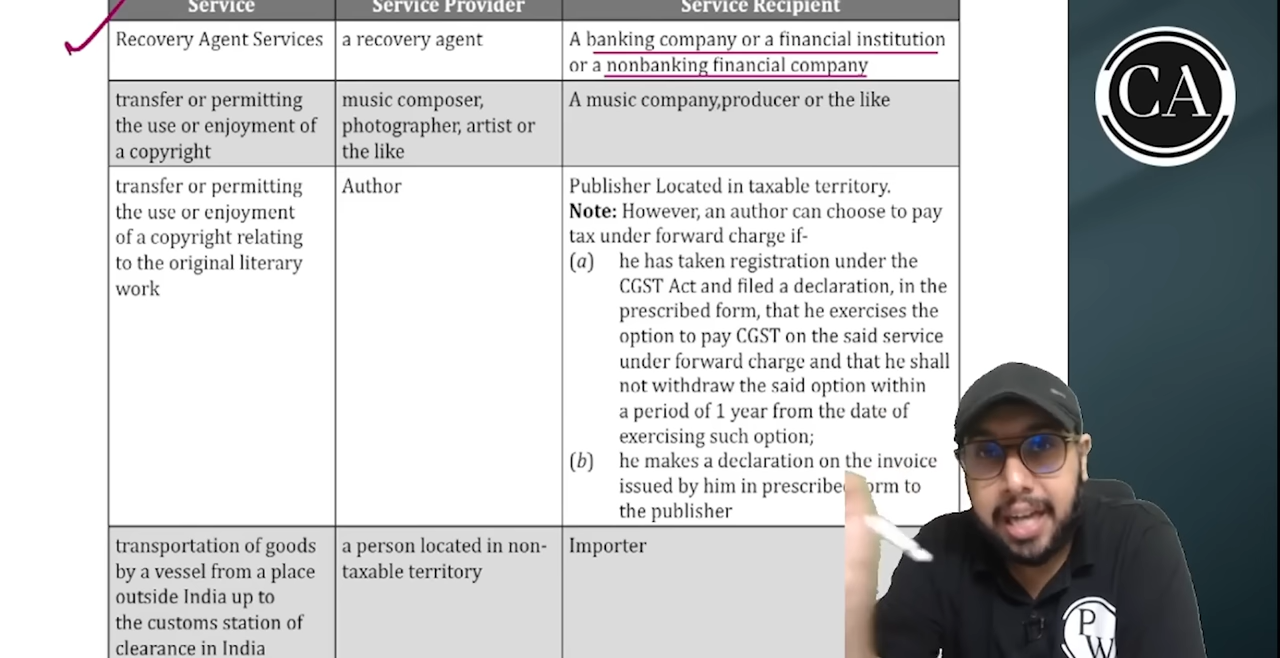 Service Service Provider Service Recipient
Recovery Agent Services a recovery agent A banking company or a financial institution
or a nonbanking financial company
transfer or permitting
the use or enjoyment of
a copyright
music composer,
photographer, artist or
the like
A music company,producer or the like
transfer or permitting
the use or enjoyment
of a copyright relating
to the original literary
work
Author
Publisher Located in taxable territory.
Note: However, an author can choose to pay
tax under forward charge if-
(a) he has taken registration under the
CGST Act and filed a declaration, in the
prescribed form, that he exercises the
option to pay CGST on the said service
under forward charge and that he shall
not withdraw the said option within
a period of 1 year from the date of
exercising such option;
(b) he makes a declaration on the invoice
issued by him in prescribed form to
the publisher
transportation of goods
by a vessel from a place
outside India up to
the customs station of
clearance in India
a person located in non-
taxable territory
Importer
CA
P
W